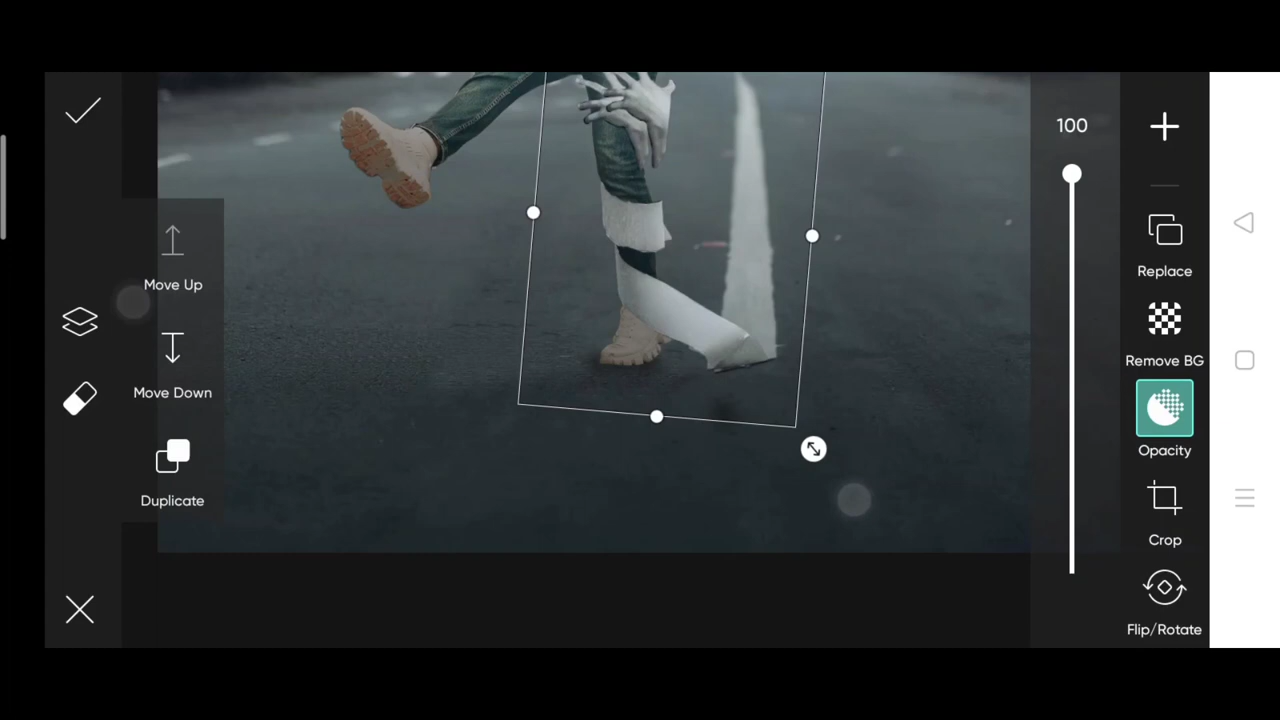 100
Move Up
Replace
Remove BG
Move Down
Opacity
Duplicate
Crop
Flip/Rotate